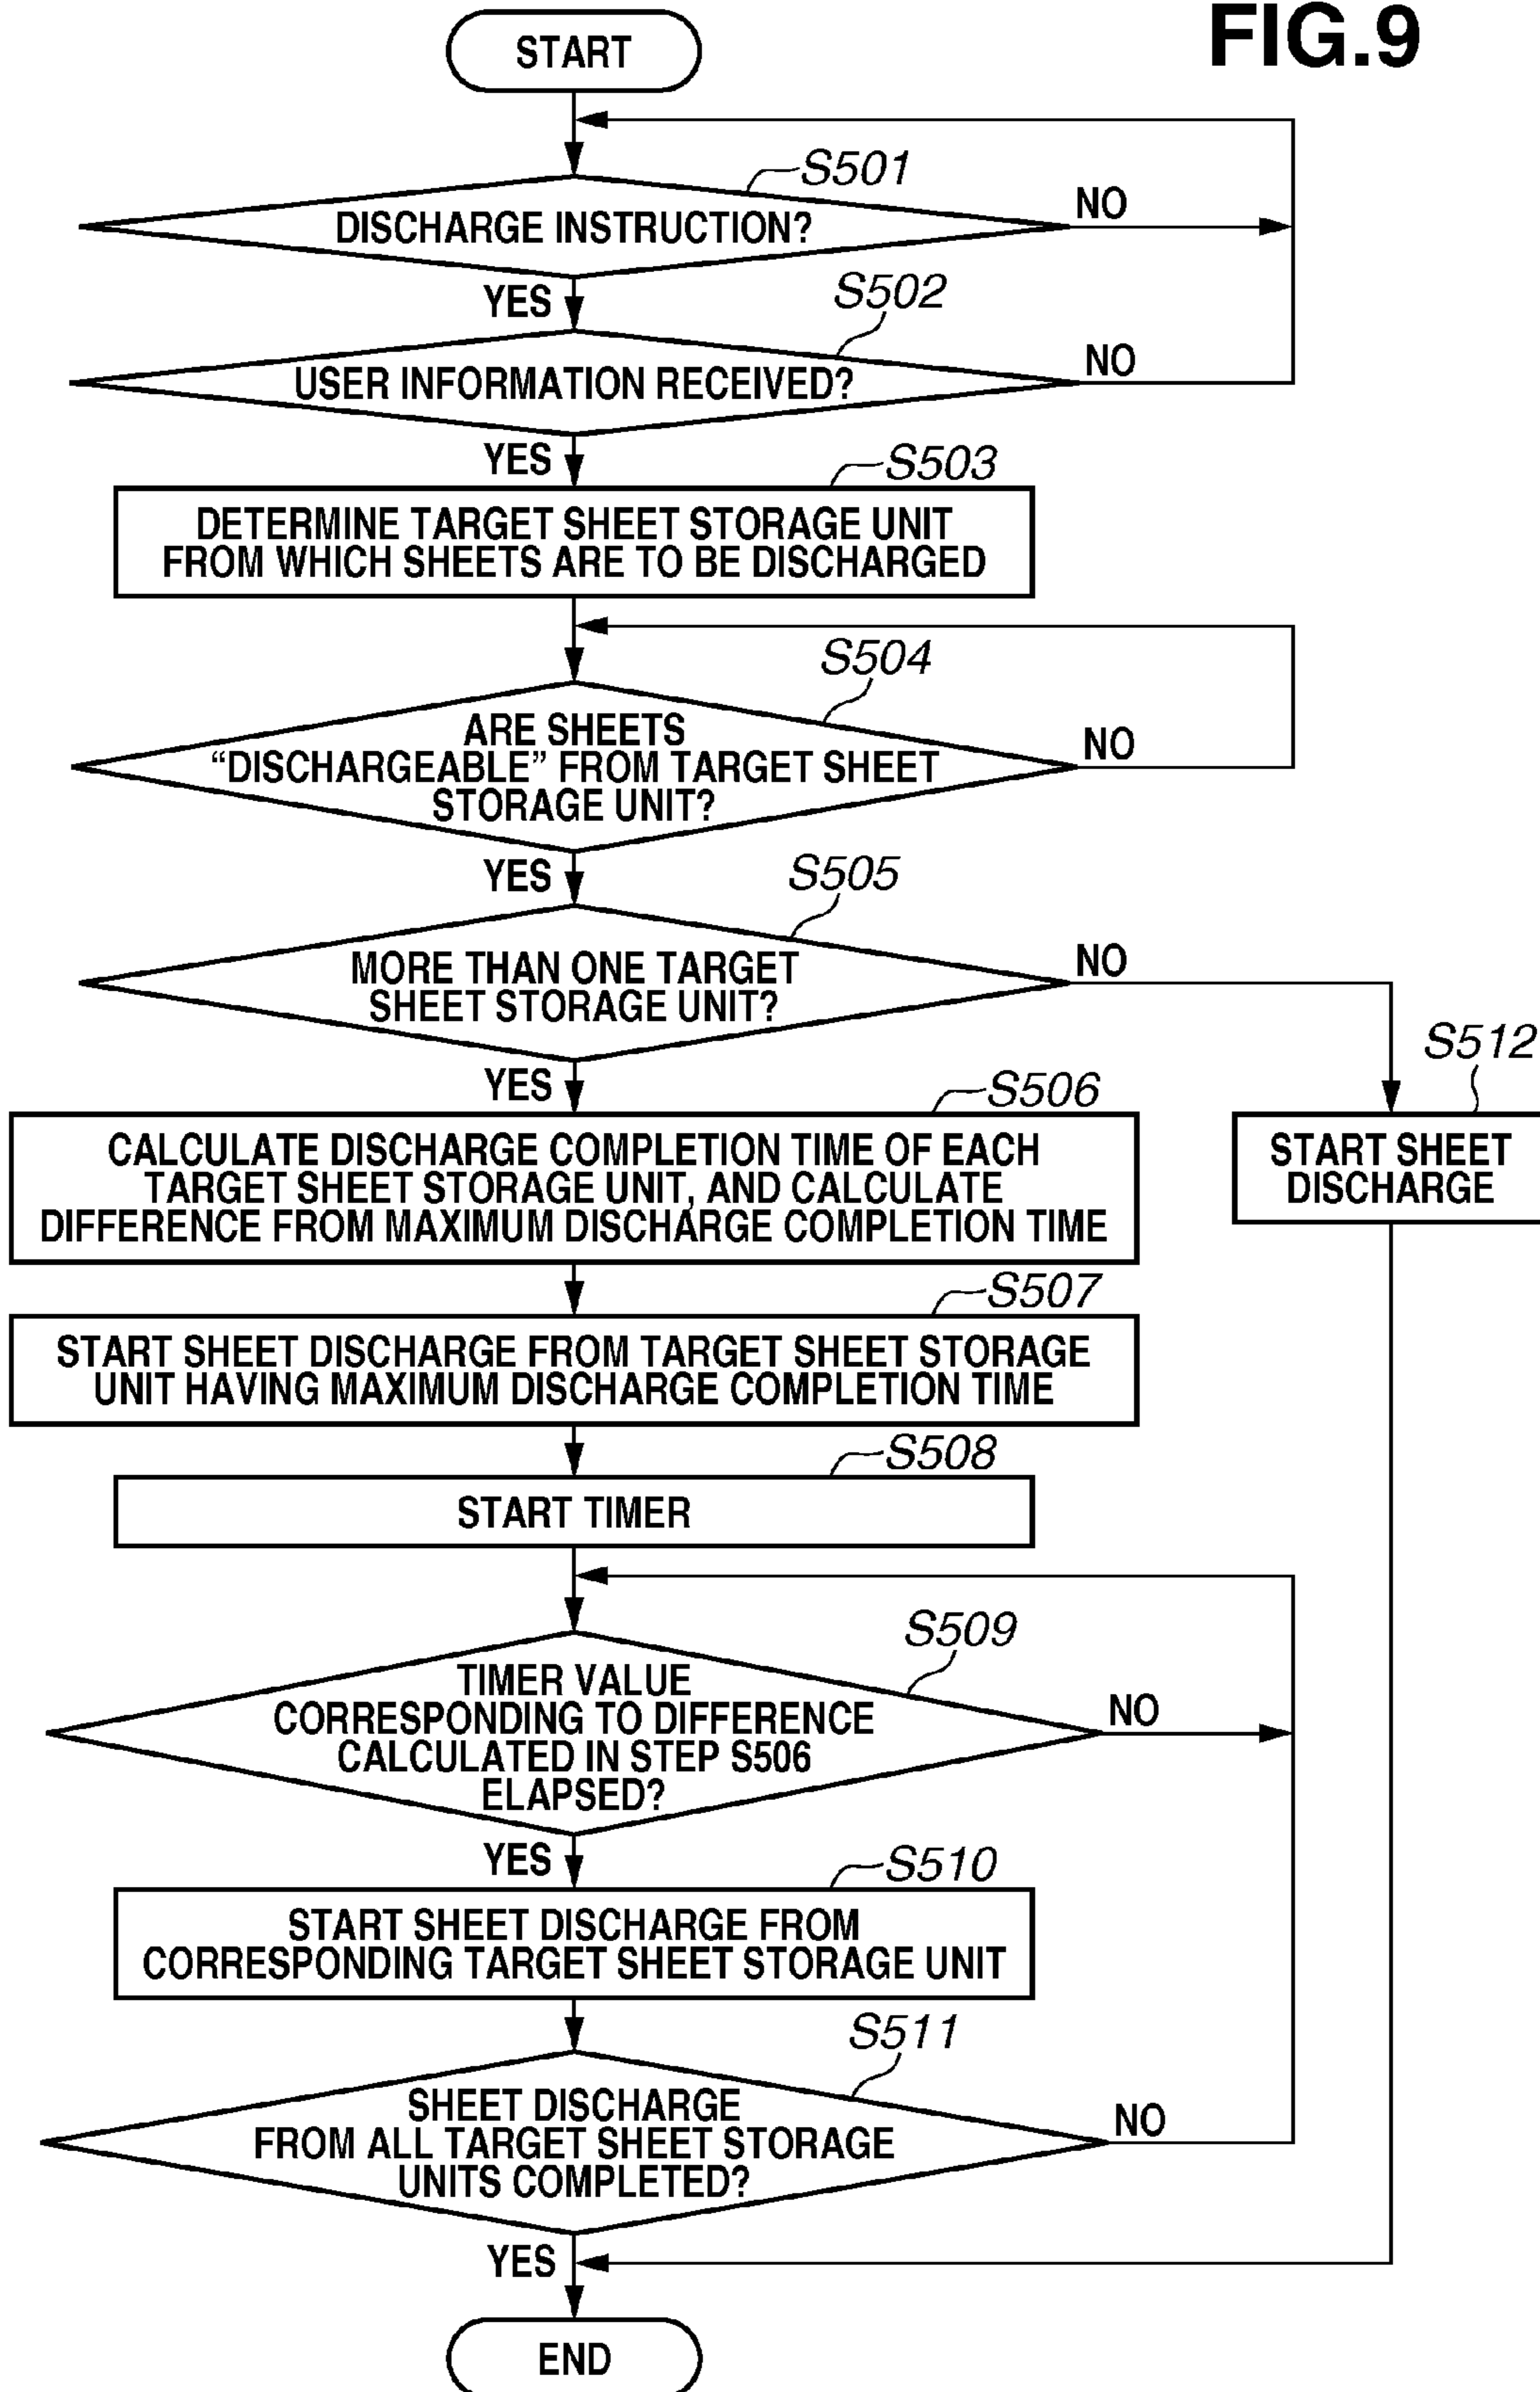 FIG.9
START
S501
DISCHARGE INSTRUCTION?
NO
YES
S502
USER INFORMATION RECEIVED?
NO
YES
S503
DETERMINE TARGET SHEET STORAGE UNIT
FROM WHICH SHEETS ARE TO BE DISCHARGED
S504
ARE SHEETS
“DISCHARGEABLE” FROM TARGET SHEET
STORAGE UNIT?
NO
YES
S505
MORE THAN ONE TARGET
SHEET STORAGE UNIT?
NO
YES
S512
START SHEET
DISCHARGE
S506
CALCULATE DISCHARGE COMPLETION TIME OF EACH
TARGET SHEET STORAGE UNIT, AND CALCULATE
DIFFERENCE FROM MAXIMUM DISCHARGE COMPLETION TIME
S507
START SHEET DISCHARGE FROM TARGET SHEET STORAGE
UNIT HAVING MAXIMUM DISCHARGE COMPLETION TIME
S508
START TIMER
S509
TIMER VALUE
CORRESPONDING TO DIFFERENCE
CALCULATED IN STEP S506
ELAPSED?
NO
YES
S510
START SHEET DISCHARGE FROM
CORRESPONDING TARGET SHEET STORAGE UNIT
S511
SHEET DISCHARGE
FROM ALL TARGET SHEET STORAGE
UNITS COMPLETED?
NO
YES
END